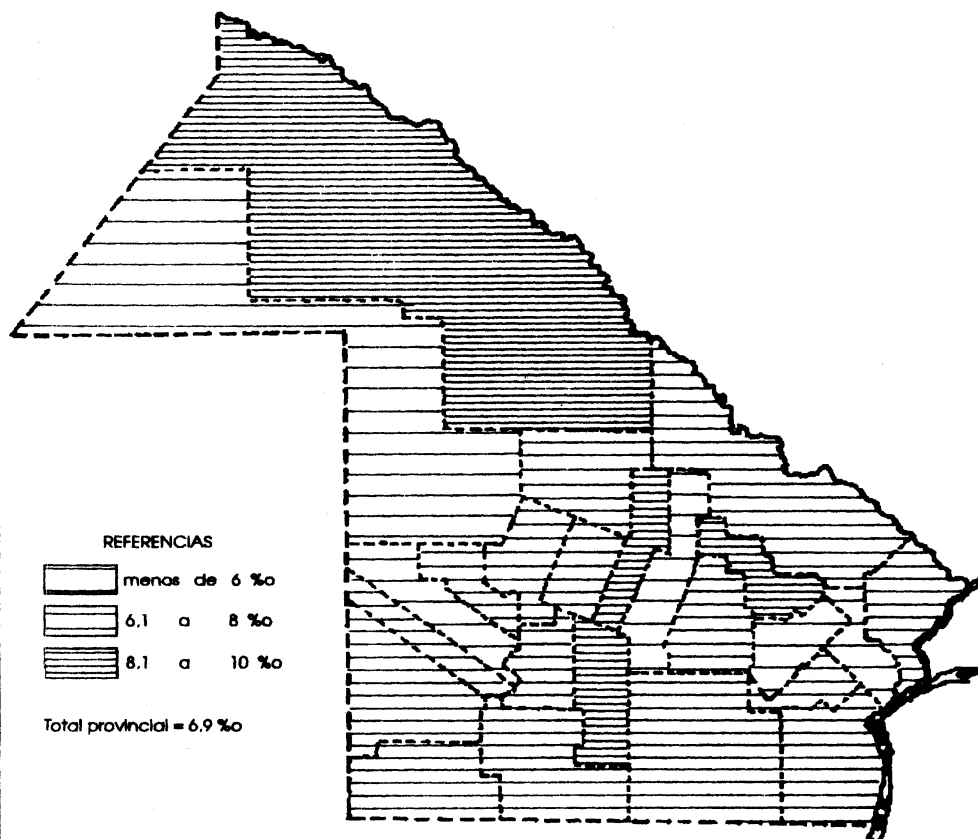 REFERENCIAS
menos de 6 %o
6,1 a 8 %o
8,1 a 10 %o
Total provincial = 6,9 %o